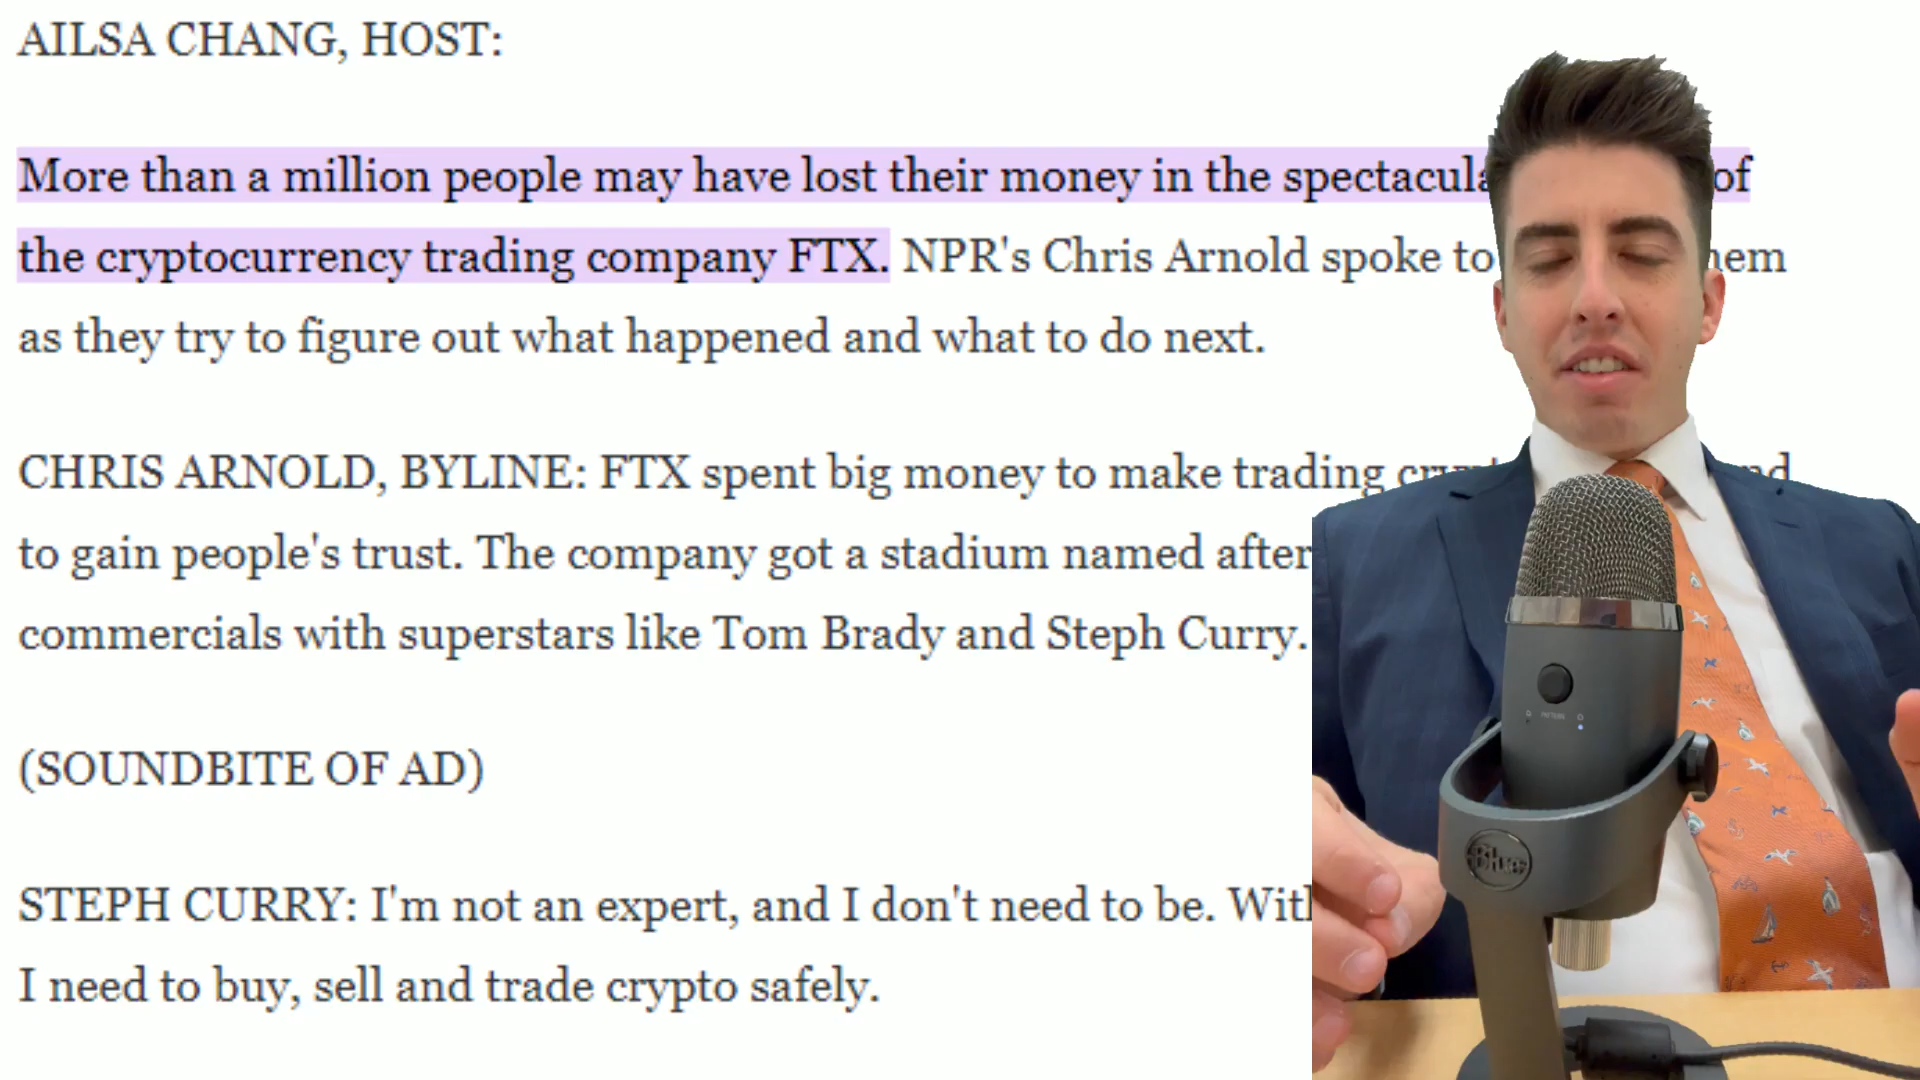 AILSA CHANG, HOST:
More than a million people may have lost their money in the of
the cryptocurrency trading company FTX. NPR's Chris Arnold spoke to
as they try to figure out what happened and what to do next.
CHRIS ARNOLD, BYLINE: FTX spent big money to make trading
to gain people's trust. The company got a stadium named after
commercials with superstars like Tom Brady and Steph Curry.
(SOUNDBITE OF AD)
STEPH CURRY: I'm not an expert, and I don't need to be.
I need to buy, sell and trade crypto safely.
PATTERN
Blue